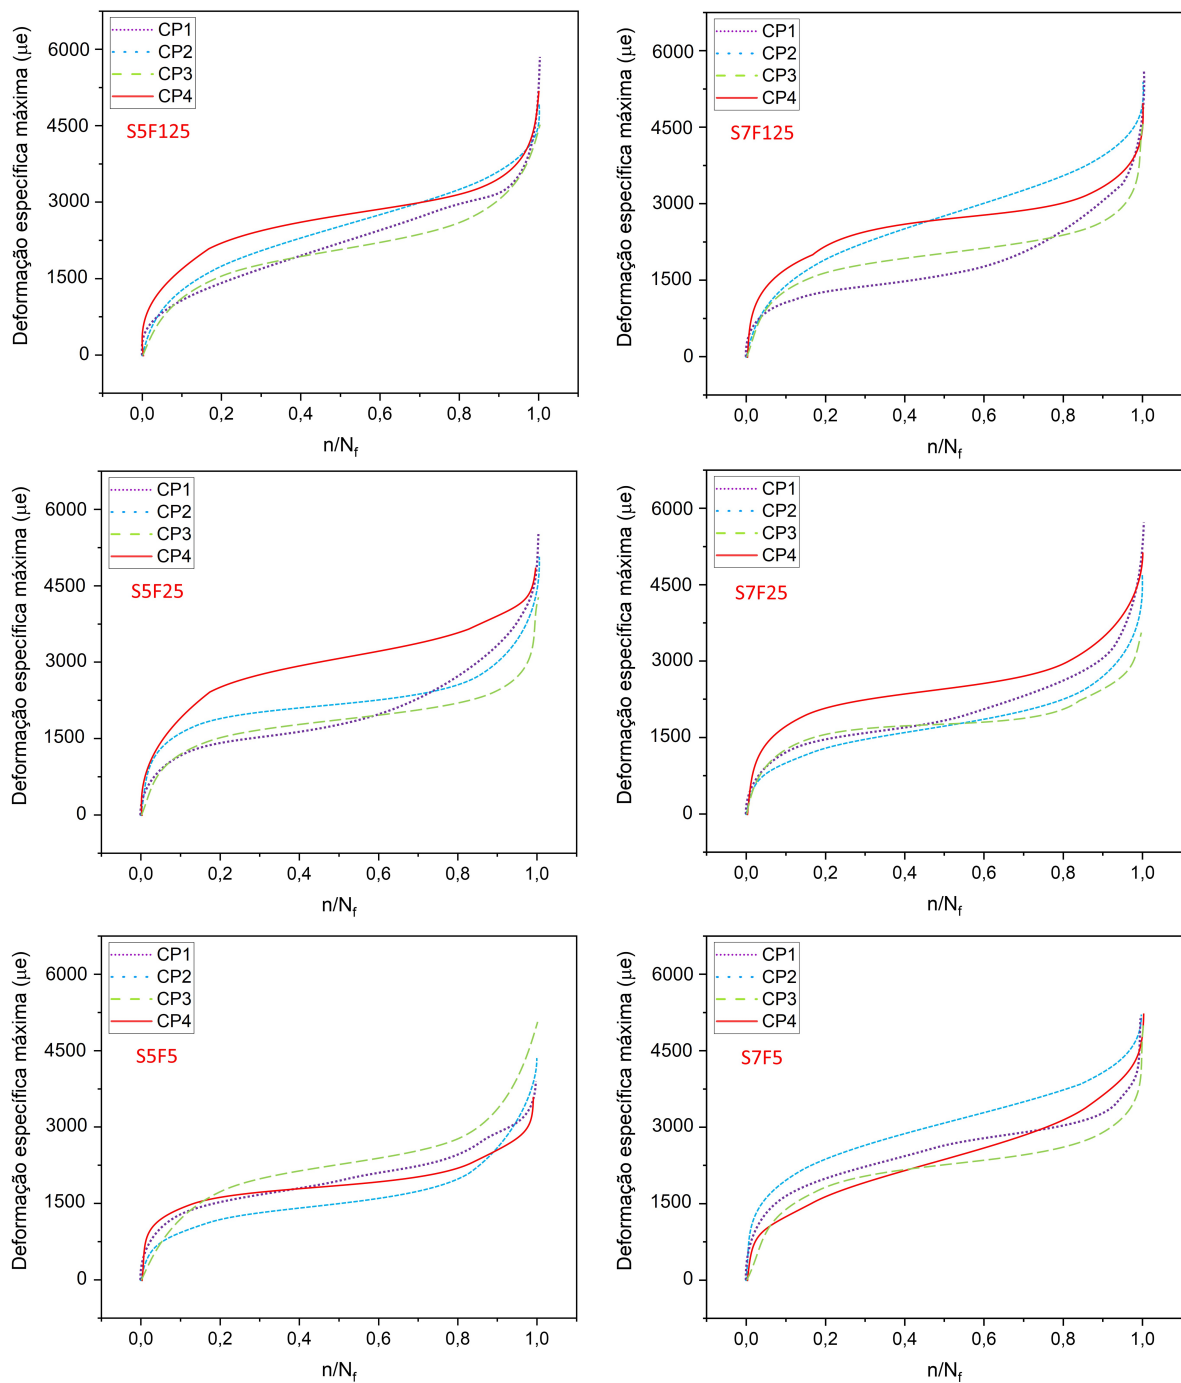 Deformação específica máxima (με)
6000
4500
3000
1500
0
CP1
CP2
CP3
CP4
S5F125
0,0 0,2 0,4 0,6 0,8 1,0
n/Nf
Deformação específica máxima (με)
6000
4500
3000
1500
0
CP1
CP2
CP3
CP4
S7F125
0,0 0,2 0,4 0,6 0,8 1,0
n/Nf
Deformação específica máxima (με)
6000
4500
3000
1500
0
CP1
CP2
CP3
CP4
S5F25
0,0 0,2 0,4 0,6 0,8 1,0
n/Nf
Deformação específica máxima (με)
6000
4500
3000
1500
0
CP1
CP2
CP3
CP4
S7F25
0,0 0,2 0,4 0,6 0,8 1,0
n/Nf
Deformação específica máxima (με)
6000
4500
3000
1500
0
CP1
CP2
CP3
CP4
S5F5
0,0 0,2 0,4 0,6 0,8 1,0
n/Nf
Deformação específica máxima (με)
6000
4500
3000
1500
0
CP1
CP2
CP3
CP4
S7F5
0,0 0,2 0,4 0,6 0,8 1,0
n/Nf